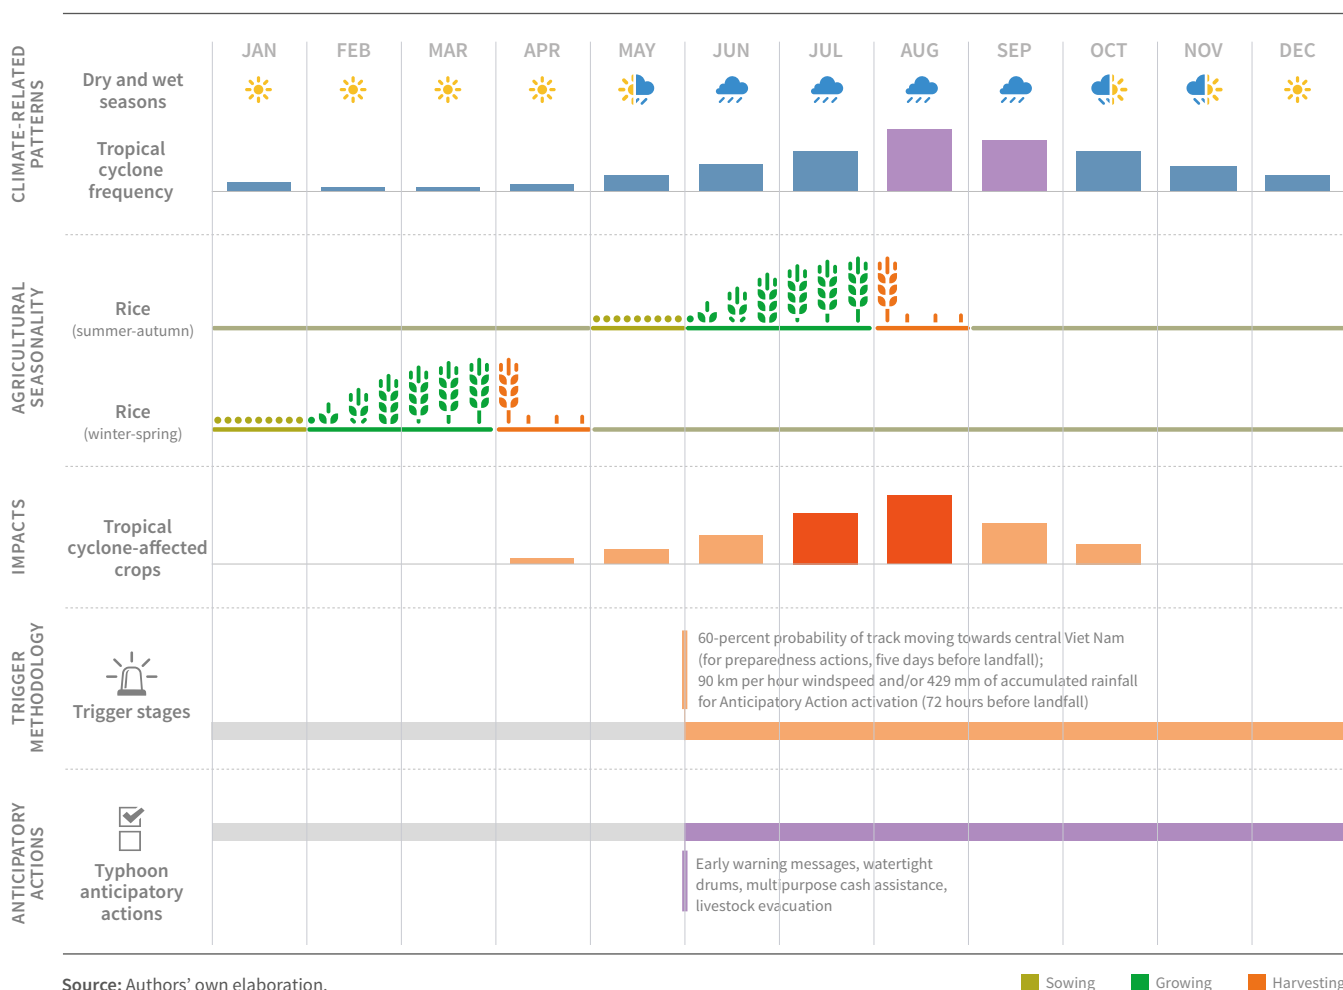 JAN FEB MAR APR MAY JUN JUL AUG SEP OCT NOV DEC
CLIMATE-RELATED
PATTERNS
Dry and wet
seasons
Tropical
cyclone
frequency
AGRICULTURAL
SEASONALITY
Rice
(summer-autumn)
Rice
(winter-spring)
IMPACTS
Tropical
cyclone-affected
crops
TRIGGER
METHODOLOGY
Trigger stages
60-percent probability of track moving towards central Viet Nam
(for preparedness actions, five days before landfall);
90 km per hour windspeed and/or 429 mm of accumulated rainfall
for Anticipatory Action activation (72 hours before landfall)
ANTICIPATORY
ACTIONS
Typhoon
anticipatory
actions
Early warning messages, watertight
drums, multipurpose cash assistance,
livestock evacuation
Source: Authors' own elaboration.
Sowing Growing Harvesting